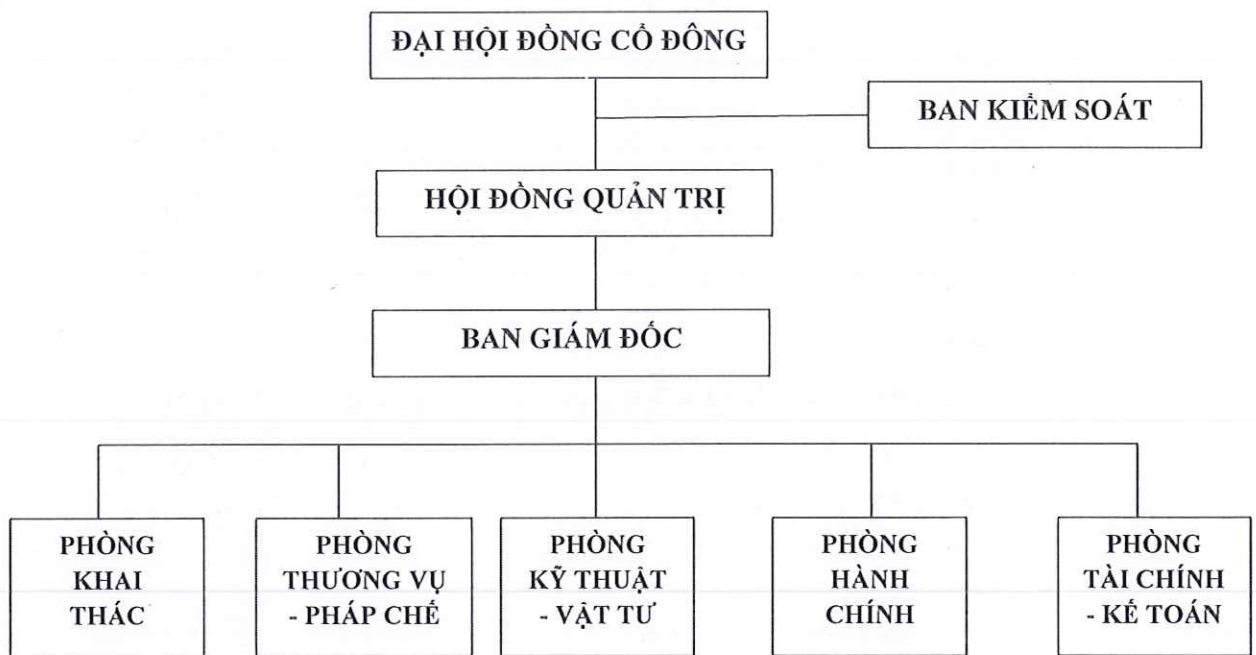 ĐẠI HỘI ĐỒNG CỔ ĐÔNG
BAN KIỂM SOÁT
HỘI ĐỒNG QUẢN TRỊ
BAN GIÁM ĐỐC
PHÒNG
KHAI
THÁC
PHÒNG
THƯƠNG VỤ
- PHÁP CHẾ
PHÒNG
KỸ THUẬT
- VẬT TƯ
PHÒNG
HÀNH
CHÍNH
PHÒNG
TÀI CHÍNH
- KẾ TOÁN